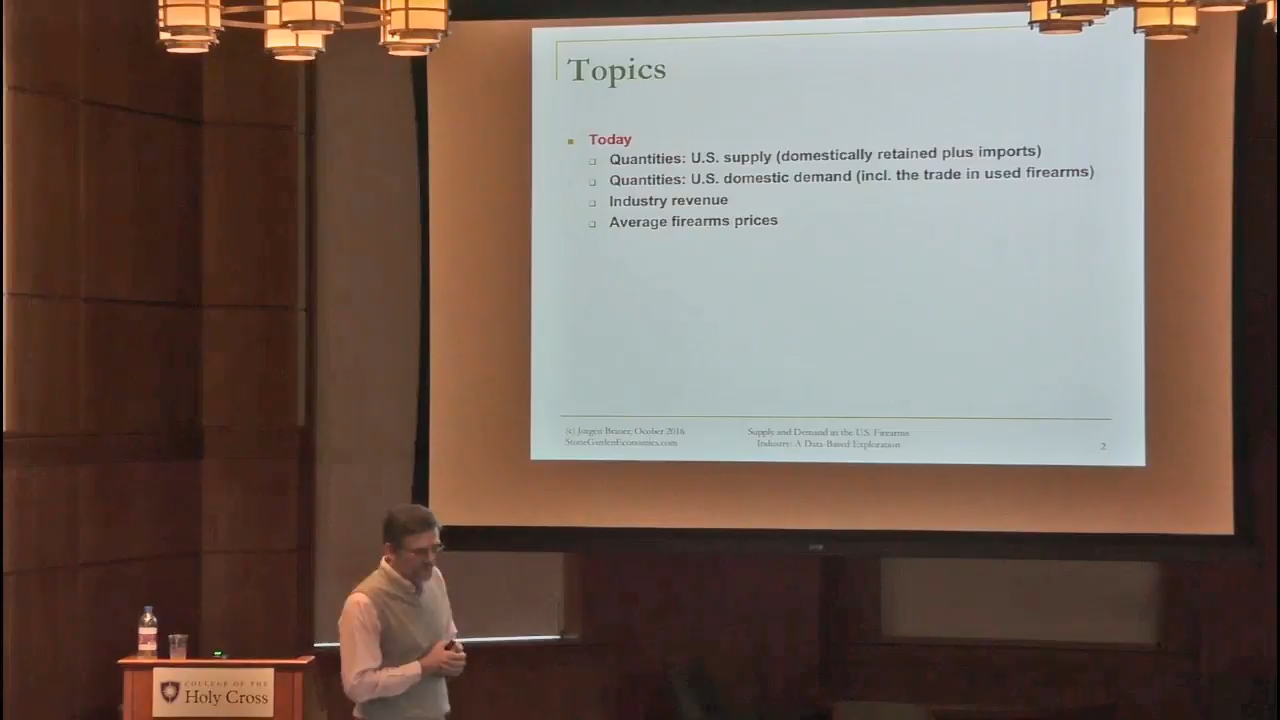 Topics
Today
Quantities: U.S. supply (domestically retained plus imports)
Quantities: U.S. domestic demand (incl. the trade in used firearms)
Industry revenue
Average firearms prices
(c) Jurgen Brauer, Ocober 2016
StoneGardenEconomics.com
Supply and Demand in the U.S. Firearms
Industry: A Data-Based Exploration
2
COLLEGE OF THE
Holy Cross